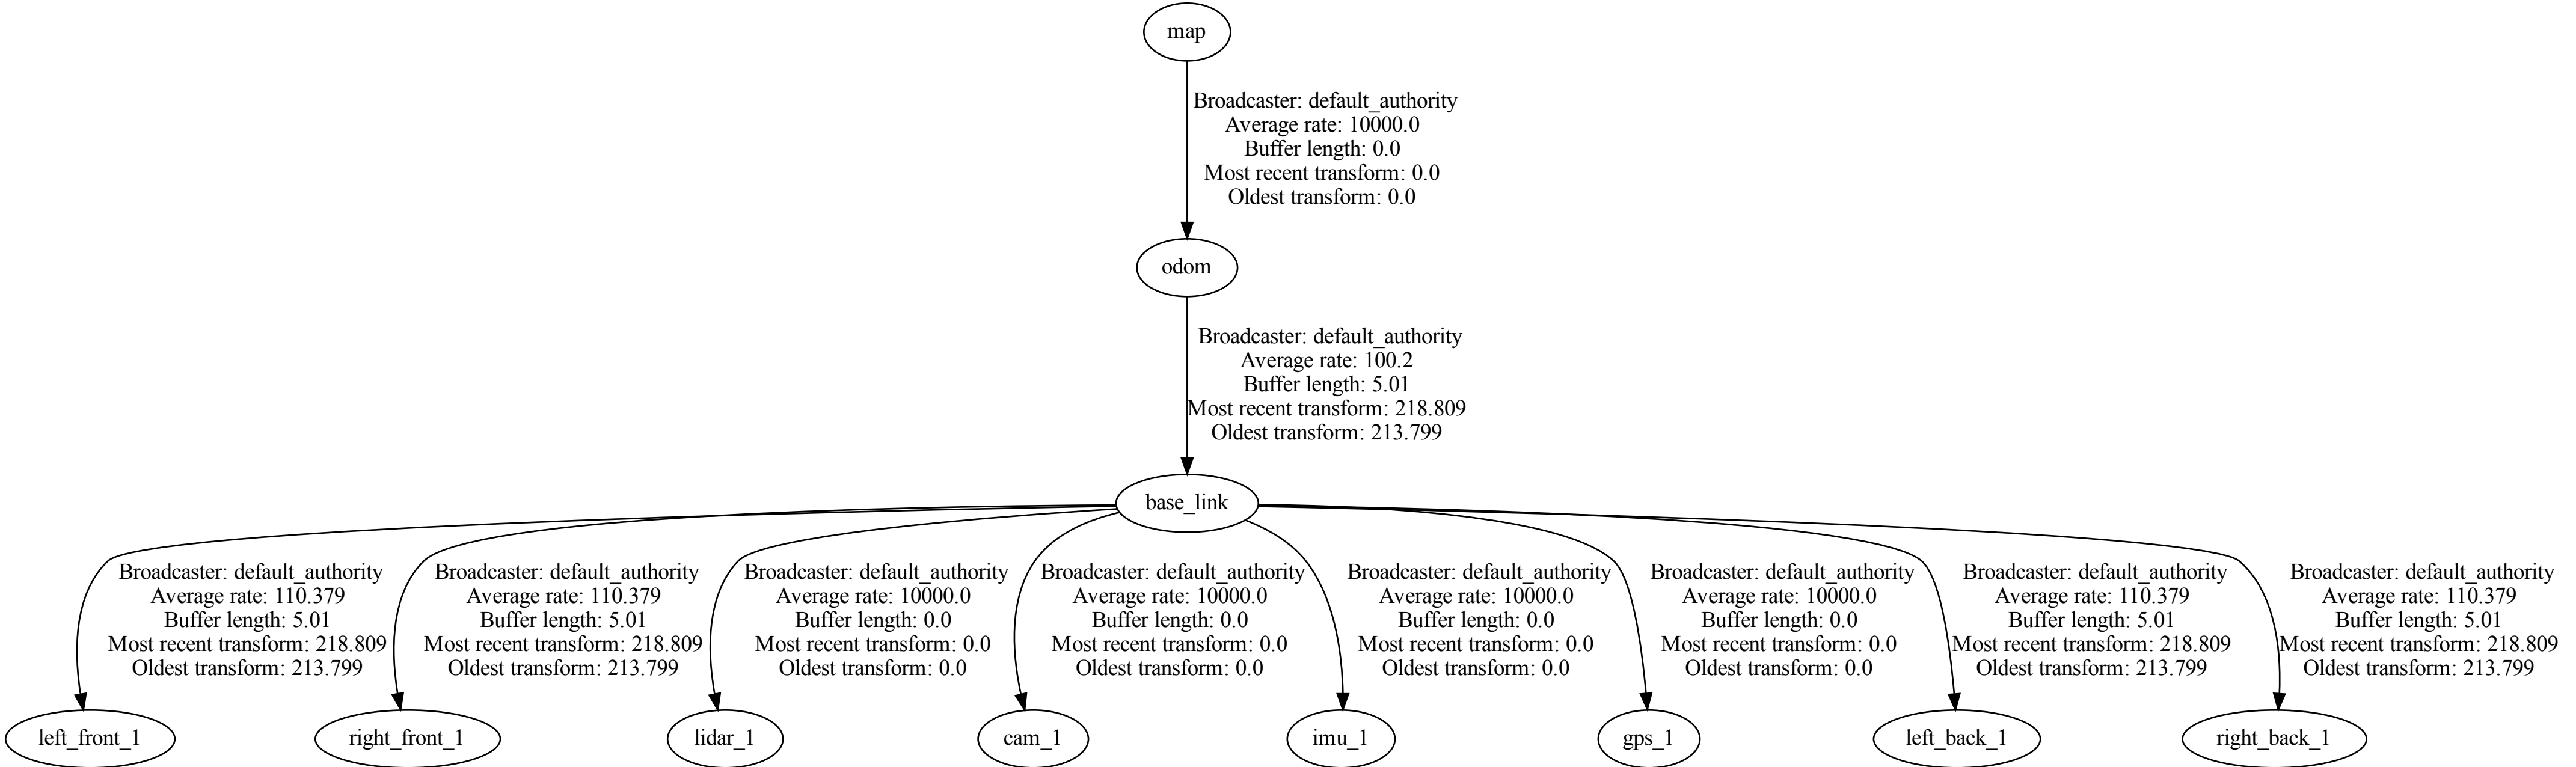 map
Broadcaster: default_authority
Average rate: 10000.0
Buffer length: 0.0
Most recent transform: 0.0
Oldest transform: 0.0
odom
Broadcaster: default_authority
Average rate: 100.2
Buffer length: 5.01
Most recent transform: 218.809
Oldest transform: 213.799
base_link
Broadcaster: default_authority
Average rate: 110.379
Buffer length: 5.01
Most recent transform: 218.809
Oldest transform: 213.799
Broadcaster: default_authority
Average rate: 110.379
Buffer length: 5.01
Most recent transform: 218.809
Oldest transform: 213.799
Broadcaster: default_authority
Average rate: 10000.0
Buffer length: 0.0
Most recent transform: 0.0
Oldest transform: 0.0
Broadcaster: default_authority
Average rate: 10000.0
Buffer length: 0.0
Most recent transform: 0.0
Oldest transform: 0.0
Broadcaster: default_authority
Average rate: 10000.0
Buffer length: 0.0
Most recent transform: 0.0
Oldest transform: 0.0
Broadcaster: default_authority
Average rate: 10000.0
Buffer length: 0.0
Most recent transform: 0.0
Oldest transform: 0.0
Broadcaster: default_authority
Average rate: 110.379
Buffer length: 5.01
Most recent transform: 218.809
Oldest transform: 213.799
Broadcaster: default_authority
Average rate: 110.379
Buffer length: 5.01
Most recent transform: 218.809
Oldest transform: 213.799
left_front_1
right_front_1
lidar_1
cam_1
imu_1
gps_1
left_back_1
right_back_1